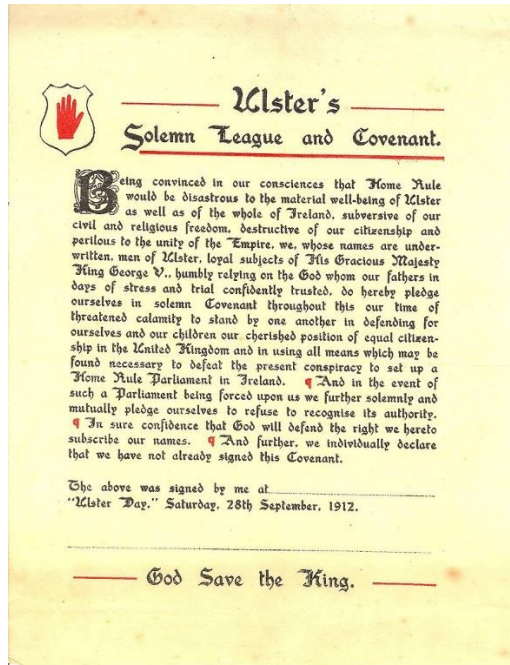 Ulster's
Solemn League and Covenant.
Being convinced in our consciences that Home Rule
would be disastrous to the material well-being of Ulster
as well as of the whole of Ireland, subversive of our
civil and religious freedom, destructive of our citizenship and
perilous to the unity of the Empire, we, whose names are under-
written, men of Ulster, loyal subjects of His Gracious Majesty
King George V., humbly relying on the God whom our fathers in
days of stress and trial confidently trusted, do hereby pledge
ourselves in solemn Covenant throughout this our time of
threatened calamity to stand by one another in defending for
ourselves and our children our cherished position of equal citizen-
ship in the United Kingdom and in using all means which may be
found necessary to defeat the present conspiracy to set up a
Home Rule Parliament in Ireland. ¶ And in the event of
such a Parliament being forced upon us we further solemnly and
mutually pledge ourselves to refuse to recognise its authority.
¶ In sure confidence that God will defend the right we hereto
subscribe our names. ¶ And further, we individually declare
that we have not already signed this Covenant.
The above was signed by me at
"Ulster Day." Saturday, 28th September, 1912.
God Save the King.